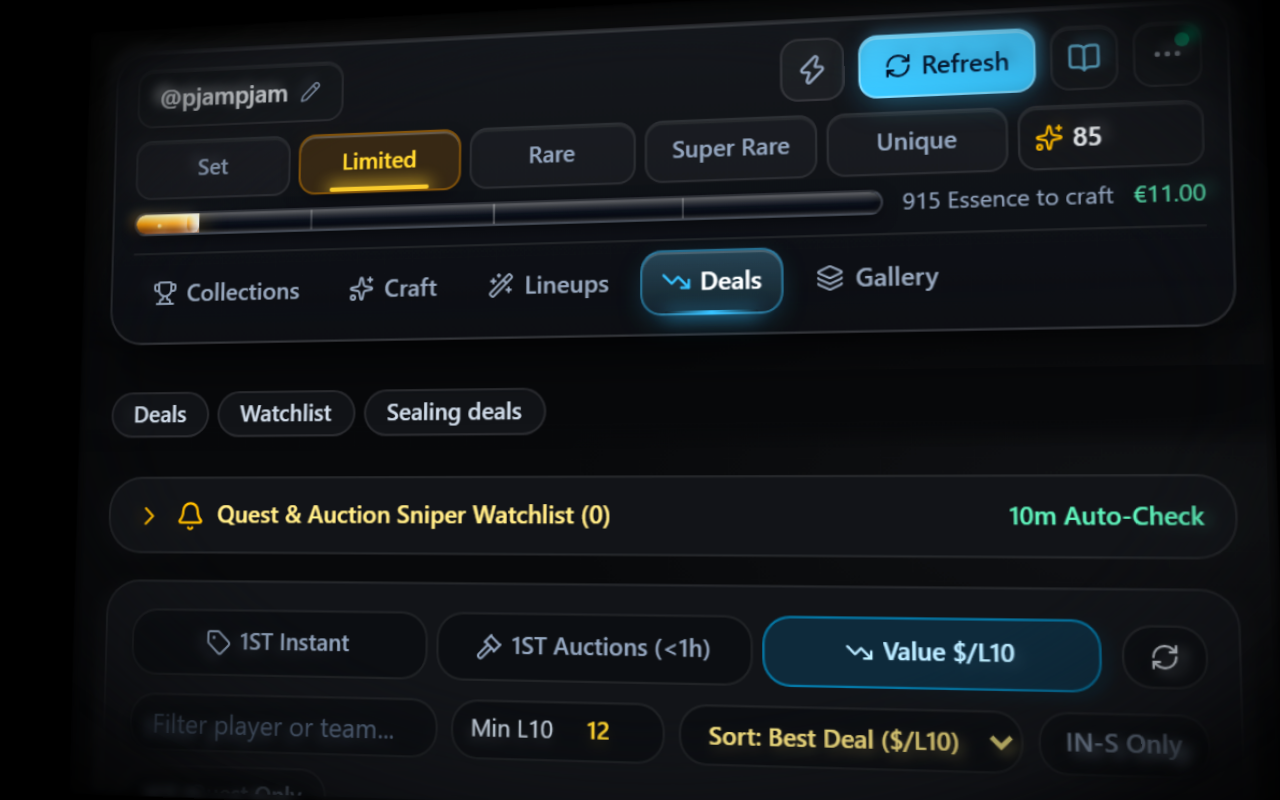 @pjampjam Refresh
Set Limited Rare Super Rare Unique 85
915 Essence to craft €11.00
Collections Craft Lineups Deals Gallery
Deals Watchlist Sealing deals
Quest & Auction Sniper Watchlist (0) 10m Auto-Check
1ST Instant 1ST Auctions (<1h) Value $/L10
Filter player or team... Min L10 12 Sort: Best Deal ($/L10) IN-S Only
Only